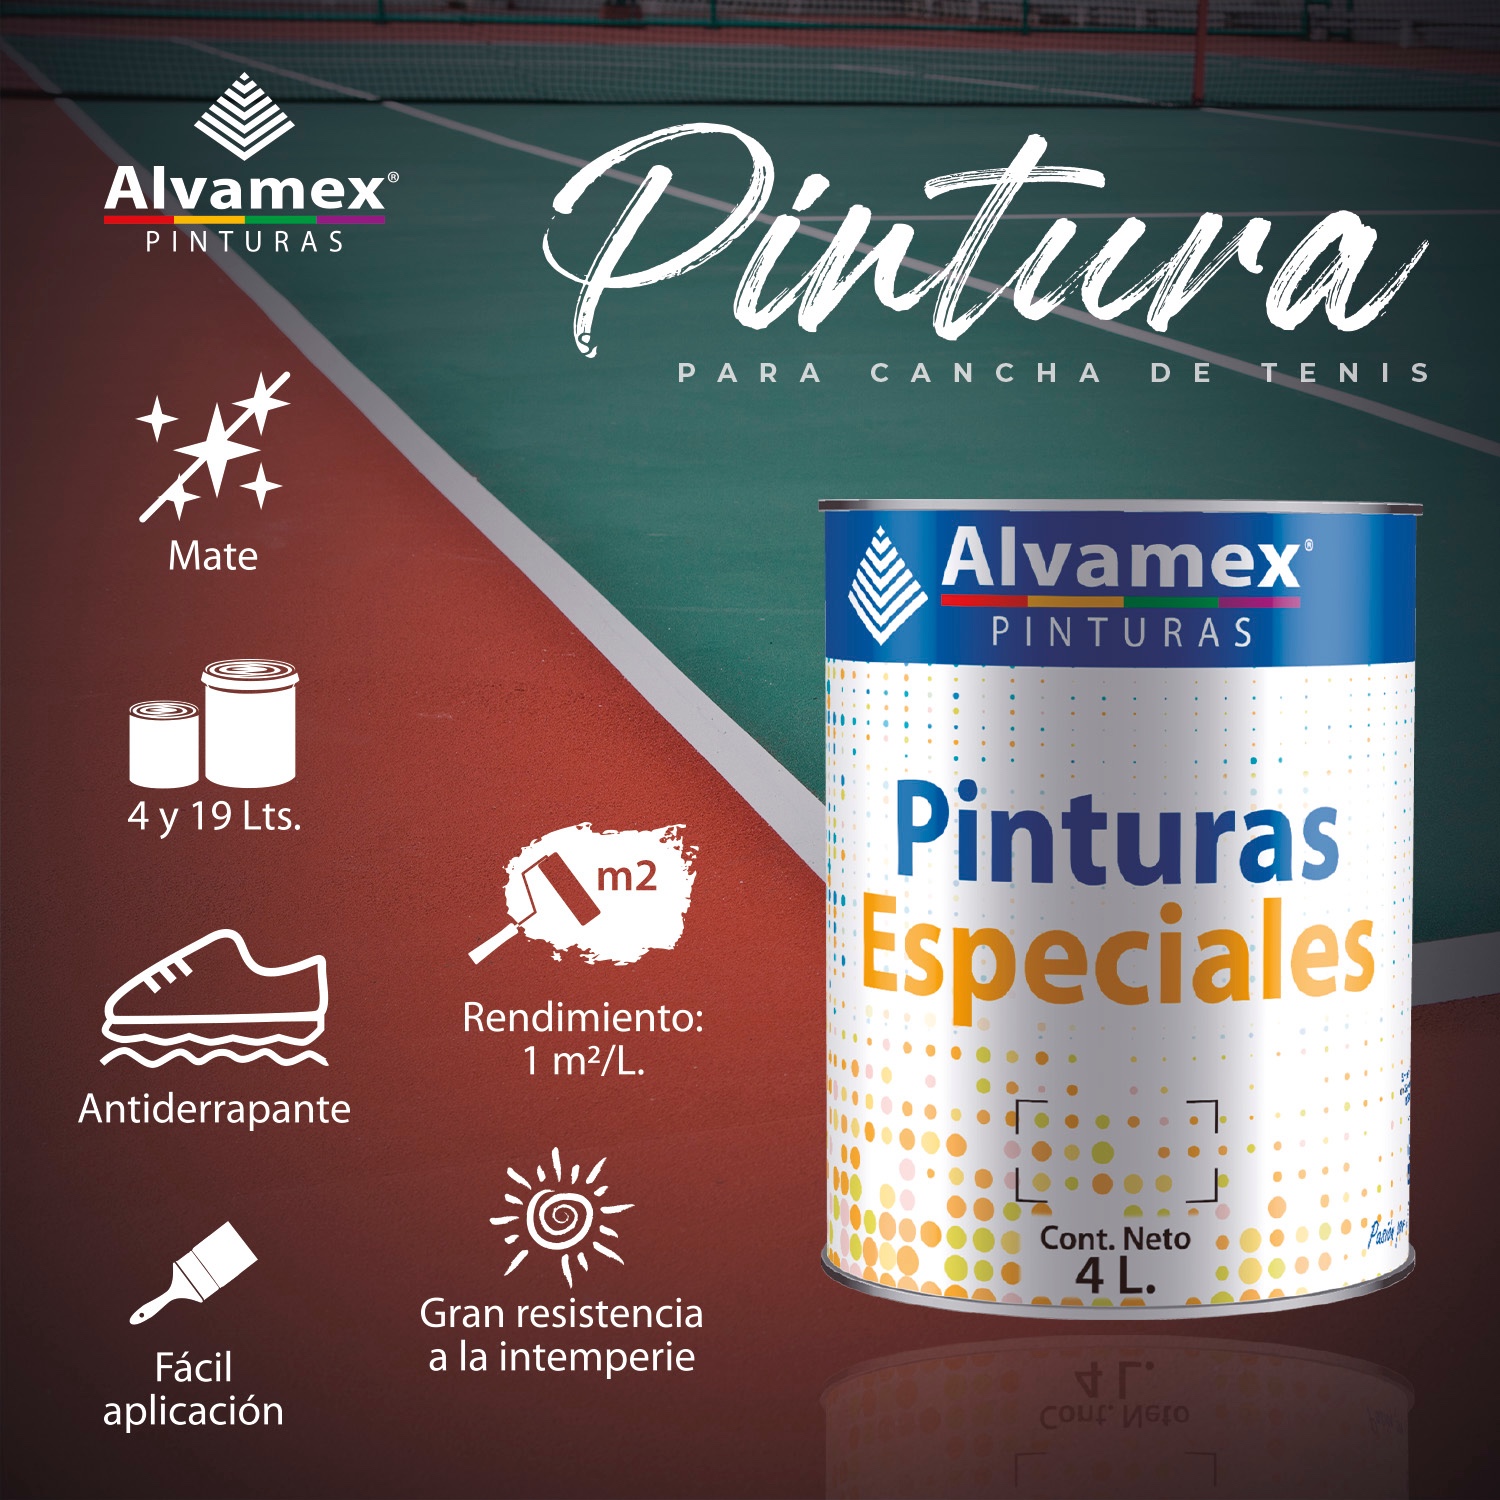 Alvamex®
PINTURAS
Pintura
PARA CANCHA DE TENIS
Mate
4 y 19 Lts.
m2
Rendimiento:
1 m²/L.
Antiderrapante
Gran resistencia
a la intemperie
Fácil
aplicación
Alvamex®
PINTURAS
Pinturas
Especiales
Cont. Neto
4 L.
Pasión